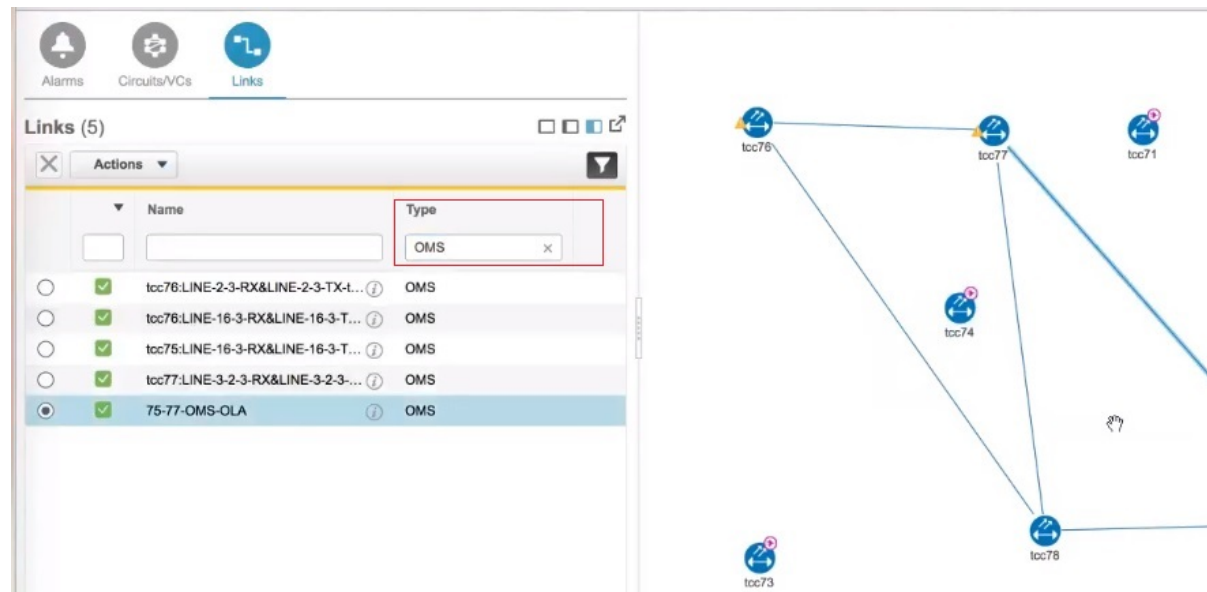 Alarms
Circuits/VCs
Links
Links (5)
Actions
Name
Type
OMS
tcc76:LINE-2-3-RX&LINE-2-3-TX-t... OMS
tcc76:LINE-16-3-RX&LINE-16-3-T... OMS
tcc75:LINE-16-3-RX&LINE-16-3-T... OMS
tcc77:LINE-3-2-3-RX&LINE-3-2-3-... OMS
75-77-OMS-OLA OMS
tcc76
tcc77
tcc71
tcc74
tcc78
tcc73